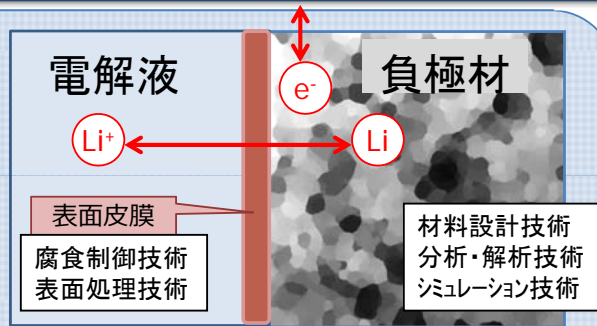 電解液
負極材
e-
Li+
Li
表面皮膜
腐食制御技術
表面処理技術
材料設計技術
分析・解析技術
シミュレーション技術